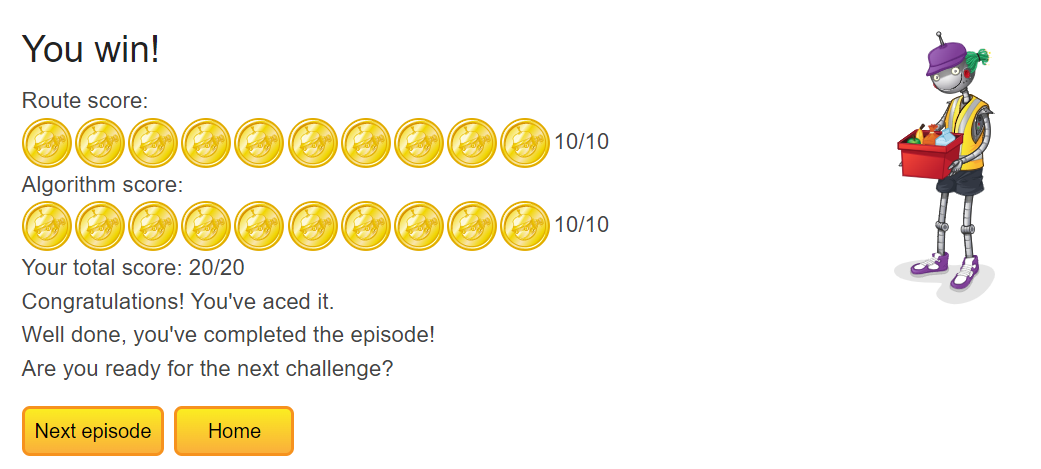 You win!
Route score:
10/10
Algorithm score:
10/10
Your total score: 20/20
Congratulations! You've aced it.
Well done, you've completed the episode!
Are you ready for the next challenge?
Next episode
Home